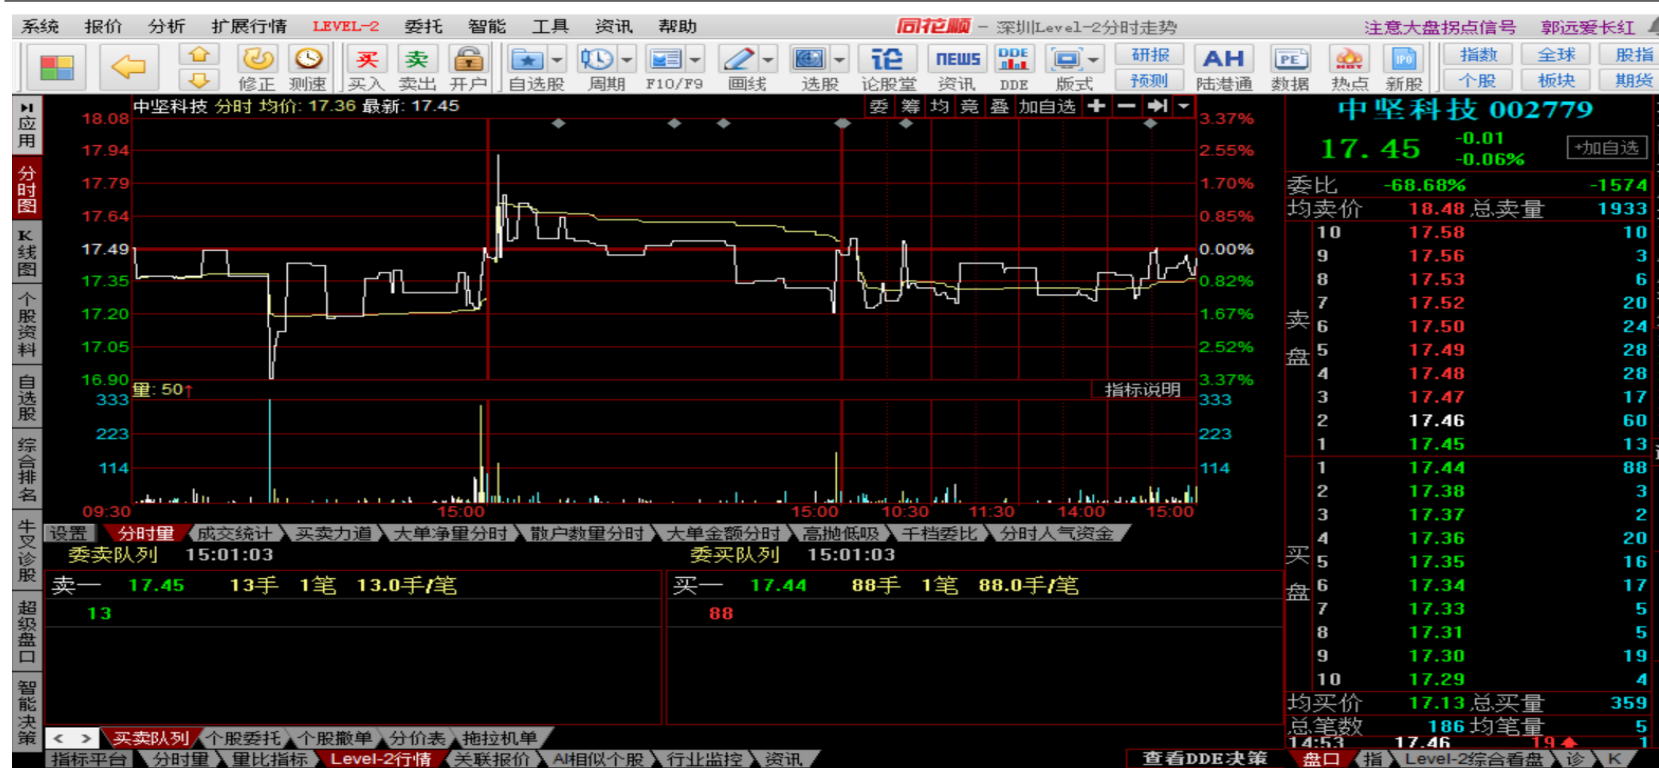 系统 报价 分析 扩展行情 LEVEL-2 委托 智能 工具 资讯 帮助 同花顺 - 深圳Level-2分时走势 注意大盘拐点信号 郭远爱长红
修正 测速 买 买入 卖 卖出 开户 自选股 周期 F10/F9 画线 选股 论 论股堂 NEWS 资讯 DDE DDE 版式 研报 预测 AH 陆港通 PE 数据 HOT 热点 IPO 新股 指数 全球 股指
个股 板块 期货
应用
分时图
K线图
个股资料
自选股
综合排名
牛叉诊股
超级盘口
智能决策
中坚科技 分时 均价: 17.36 最新: 17.45 委 筹 均 竞 叠 加自选
18.08 3.37%
17.94 2.55%
17.79 1.70%
17.64 0.85%
17.49 0.00%
17.35 0.82%
17.20 1.67%
17.05 2.52%
16.90 3.37%
量: 50↑ 指标说明
333 333
223 223
114 114
09:30 15:00 15:00 10:30 11:30 14:00 15:00
设置 分时量 成交统计 买卖力道 大单净量分时 散户数量分时 大单金额分时 高抛低吸 千档委比 分时人气资金
委卖队列 15:01:03 委买队列 15:01:03
卖一 17.45 13手 1笔 13.0手/笔 买一 17.44 88手 1笔 88.0手/笔
13 88
< > 买卖队列 个股委托 个股撤单 分价表 拖拉机单
指标平台 分时量 量比指标 Level-2行情 关联报价 AI相似个股 行业监控 资讯 查看DDE决策
中坚科技 002779
17.45 -0.01 -0.06% +加自选
委比 -68.68% -1574
均卖价 18.48 总卖量 1933
卖盘
10 17.58 10
9 17.56 3
8 17.53 6
7 17.52 20
6 17.50 24
5 17.49 28
4 17.48 28
3 17.47 17
2 17.46 60
1 17.45 13
买盘
1 17.44 88
2 17.38 3
3 17.37 2
4 17.36 20
5 17.35 16
6 17.34 17
7 17.33 5
8 17.31 5
9 17.30 19
10 17.29 4
均买价 17.13 总买量 359
总笔数 186 均笔量 5
14:53 17.46 19 1
盘口 指 Level-2综合看盘 诊 K